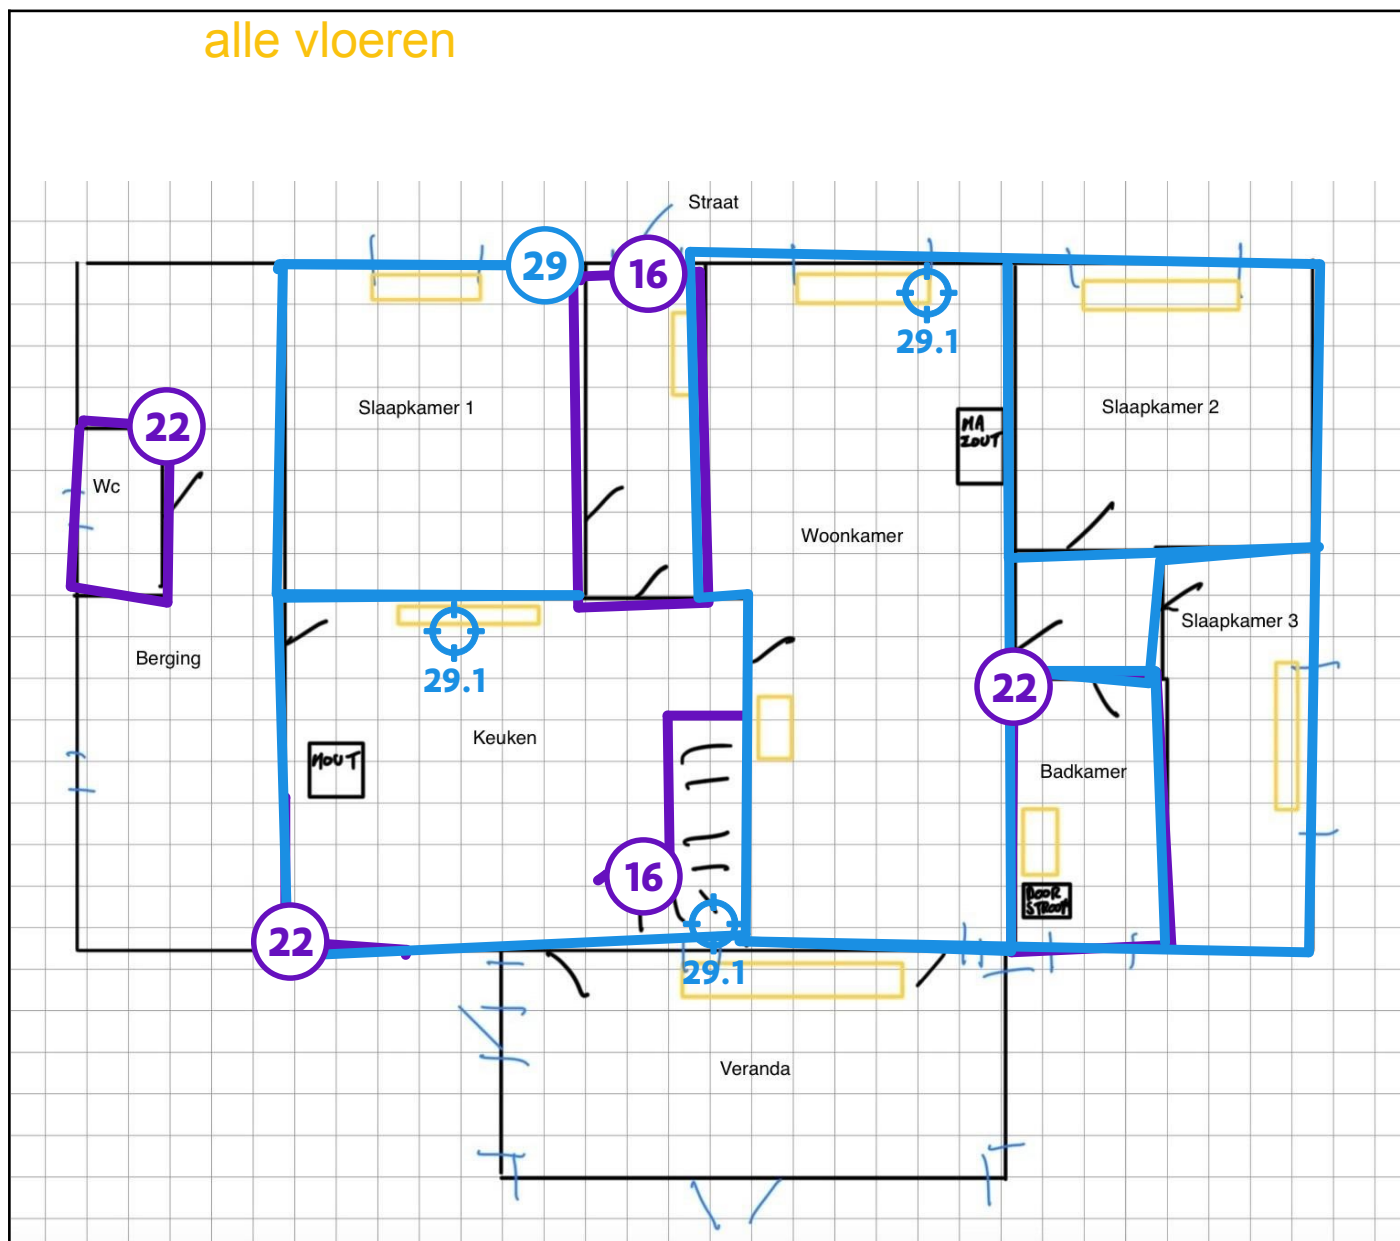 alle vloeren
Straat
29
16
29.1
Slaapkamer 1
Slaapkamer 2
22
MA
ZOUT
Wc
Woonkamer
Slaapkamer 3
Berging
29.1
22
Keuken
HOUT
Badkamer
16
DOOR
STROOM
22
29.1
Veranda